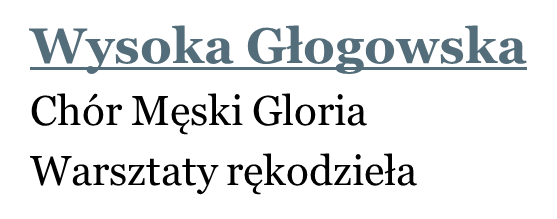 Wysoka Głogowska
Chór Męski Gloria
Warsztaty rękodzieła